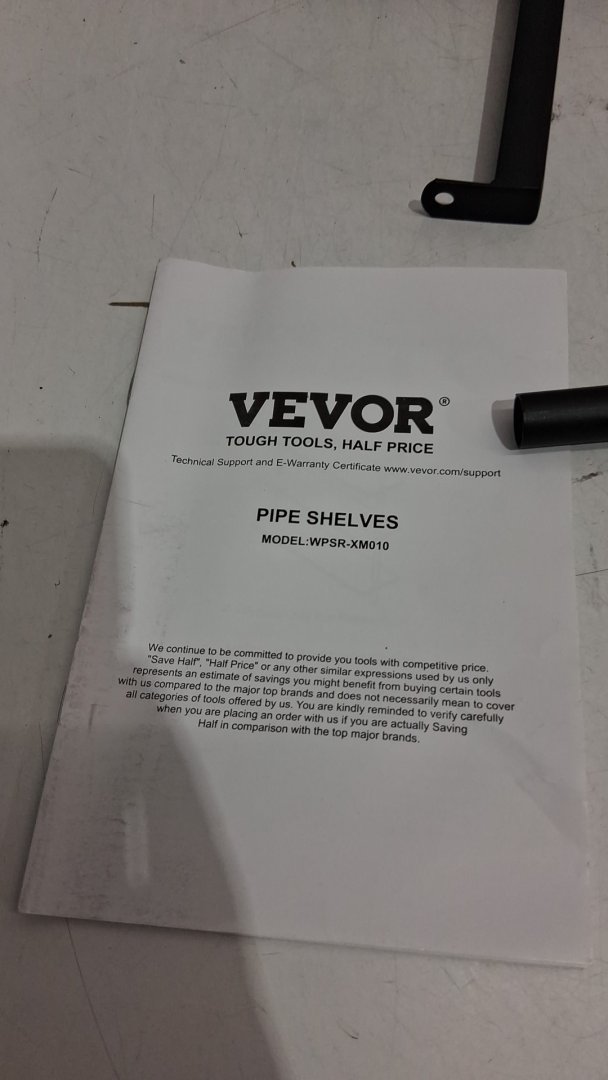 VEVOR®
TOUGH TOOLS, HALF PRICE
Technical Support and E-Warranty Certificate www.vevor.com/support
PIPE SHELVES
MODEL:WPSR-XM010
We continue to be committed to provide you tools with competitive price.
"Save Half", "Half Price" or any other similar expressions used by us only
represents an estimate of savings you might benefit from buying certain tools
with us compared to the major top brands and does not necessarily mean to cover
all categories of tools offered by us. You are kindly reminded to verify carefully
when you are placing an order with us if you are actually Saving
Half in comparison with the top major brands.